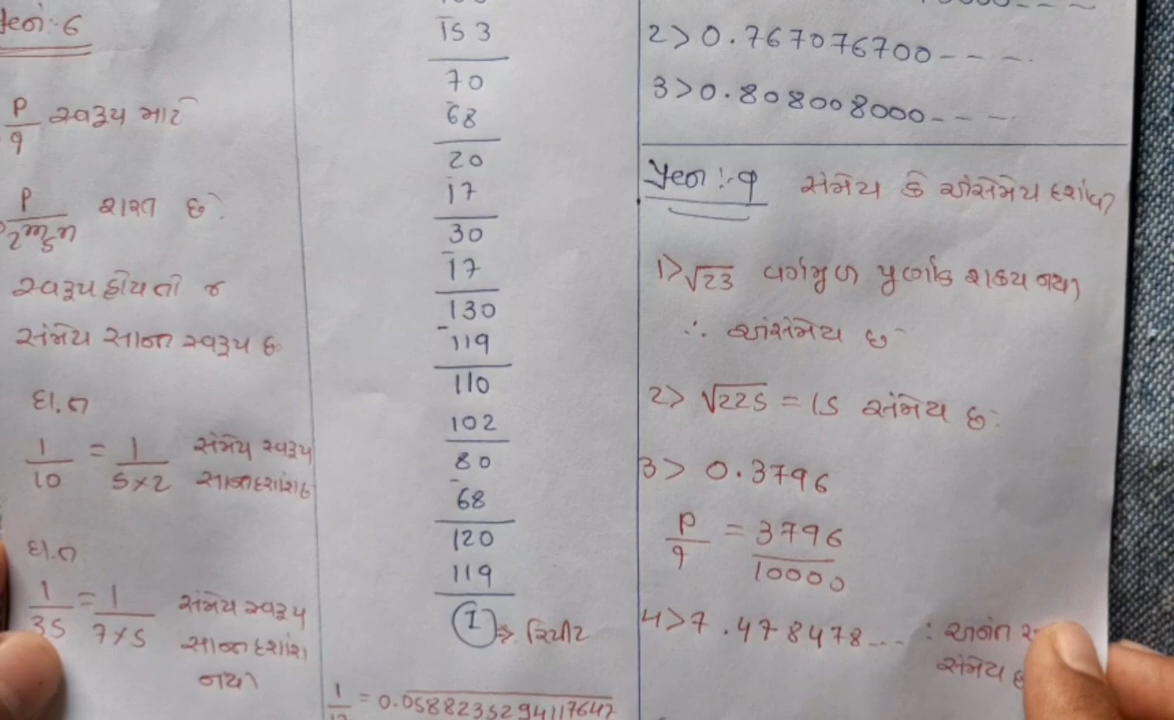 પ્રશ્ન:6
p/q સ્વરૂપ માટે
p/2ᵐ5ⁿ શરત છે.
સ્વરૂપ હોય તો જ
સંમેય સાન્ત સ્વરૂપ છે
દા.ત
1/10 = 1/5×2 સંમેય સ્વરૂપ
સાન્ત દશાંશ છે
દા.ત
1/35 = 1/7×5 સંમેય સ્વરૂપ
સાન્ત દશાંશ
નથી
153
70
68
20
17
30
17
130
119
110
102
80
68
120
119
1 ⇒ રિપીટ
1/17 = 0.0588235294117647
2> 0.767076700----
3> 0.808008000----
પ્રશ્ન:-9 સંમેય કે અસંમેય દર્શાવો
1> √23 વર્ગમૂળ પૂર્ણાંક શક્ય નથી
∴ અસંમેય છે
2> √225 = 15 સંમેય છે.
3> 0.3796
p/q = 3796/10000
4> 7.478478... : અનંત
સંમેય છે